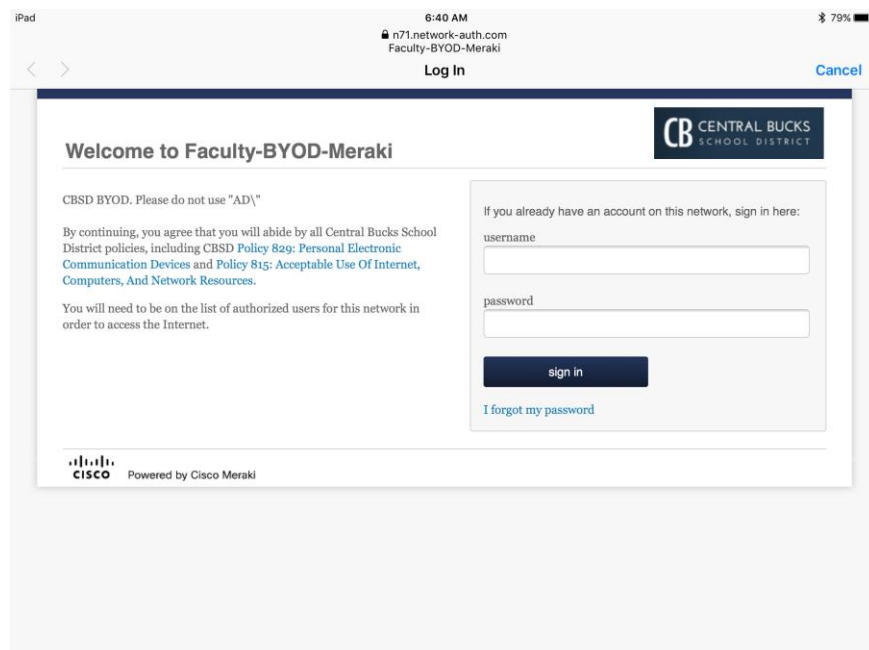 iPad
6:40 AM
79%
n71.network-auth.com
Faculty-BYOD-Meraki
Log In
Cancel
CB CENTRAL BUCKS
SCHOOL DISTRICT
Welcome to Faculty-BYOD-Meraki
CBSD BYOD. Please do not use "AD\"
By continuing, you agree that you will abide by all Central Bucks School
District policies, including CBSD Policy 829: Personal Electronic
Communication Devices and Policy 815: Acceptable Use Of Internet,
Computers, And Network Resources.
You will need to be on the list of authorized users for this network in
order to access the Internet.
If you already have an account on this network, sign in here:
username
password
sign in
I forgot my password
CISCO
Powered by Cisco Meraki